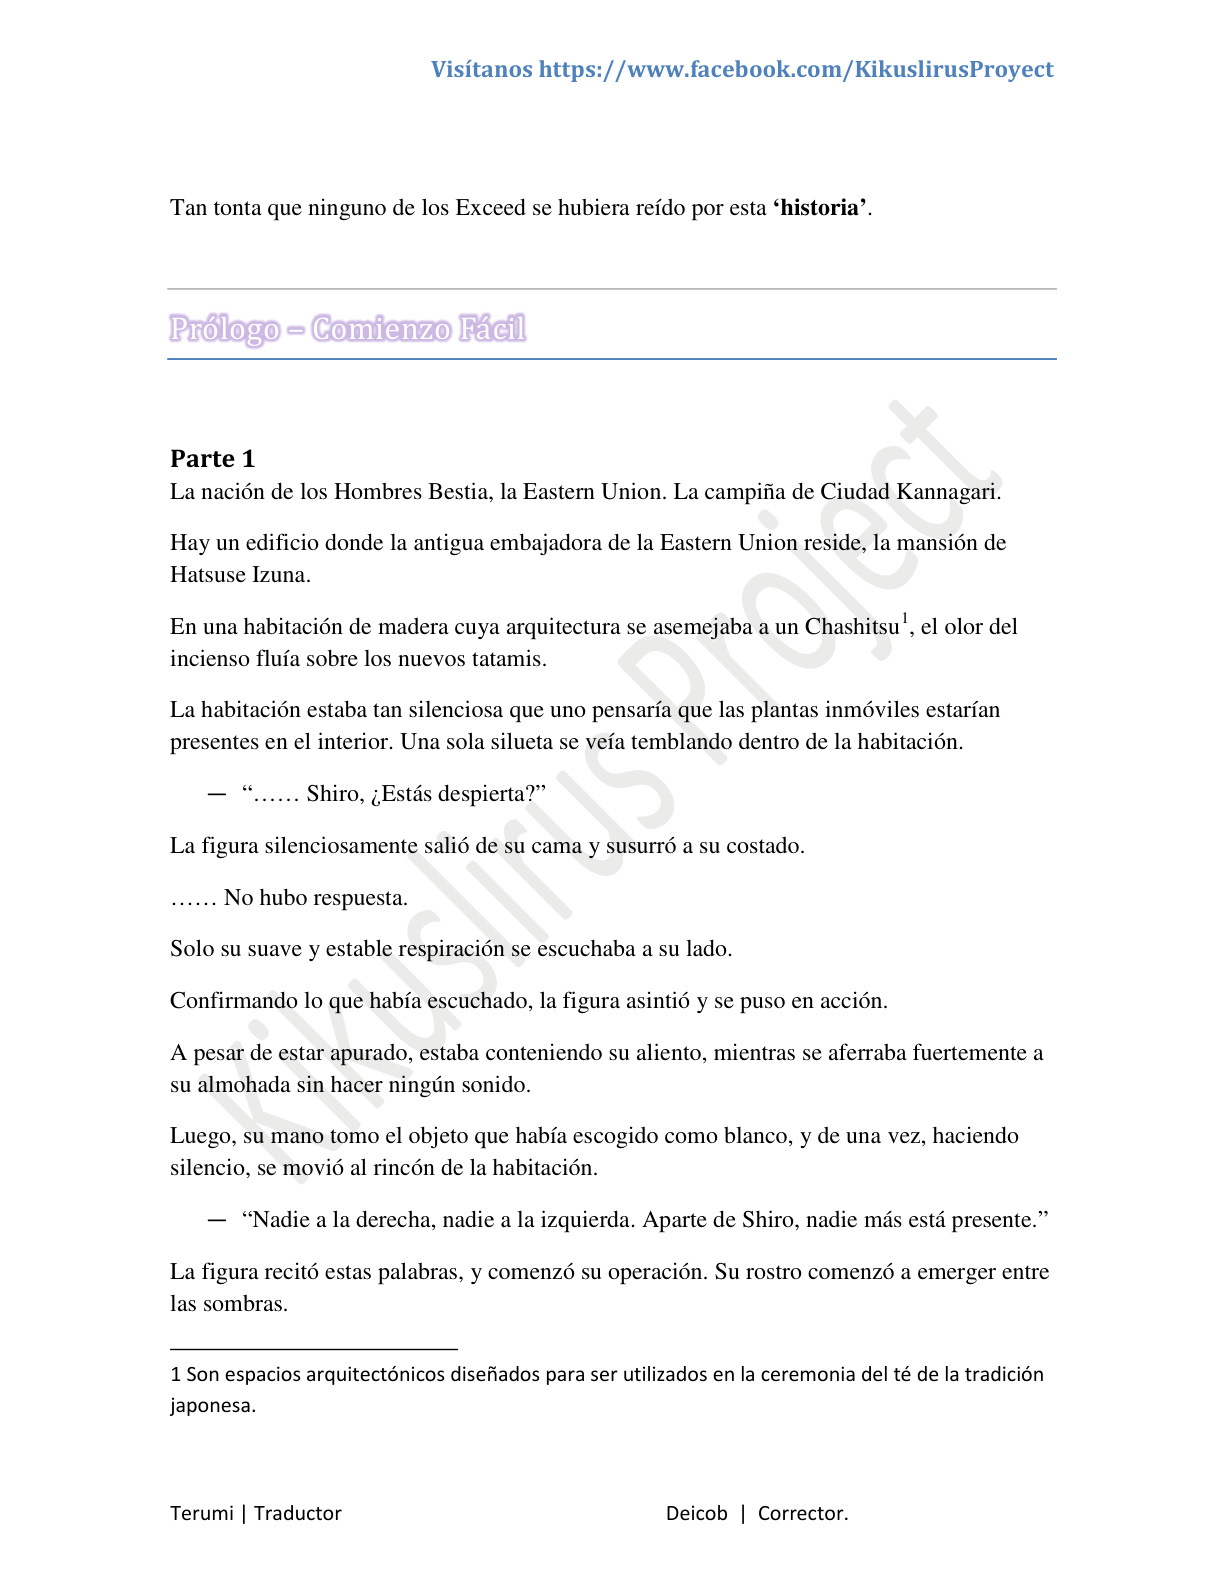 Visítanos https://www.facebook.com/KikuslirusProyect
Tan tonta que ninguno de los Exceed se hubiera reído por esta ‘historia’.
Prólogo – Comienzo Fácil
Parte 1
La nación de los Hombres Bestia, la Eastern Union. La campiña de Ciudad Kannagari.
Hay un edificio donde la antigua embajadora de la Eastern Union reside, la mansión de
Hatsuse Izuna.
En una habitación de madera cuya arquitectura se asemejaba a un Chashitsu1, el olor del
incienso fluía sobre los nuevos tatamis.
La habitación estaba tan silenciosa que uno pensaría que las plantas inmóviles estarían
presentes en el interior. Una sola silueta se veía temblando dentro de la habitación.
— “…… Shiro, ¿Estás despierta?”
La figura silenciosamente salió de su cama y susurró a su costado.
…… No hubo respuesta.
Solo su suave y estable respiración se escuchaba a su lado.
Confirmando lo que había escuchado, la figura asintió y se puso en acción.
A pesar de estar apurado, estaba conteniendo su aliento, mientras se aferraba fuertemente a
su almohada sin hacer ningún sonido.
Luego, su mano tomo el objeto que había escogido como blanco, y de una vez, haciendo
silencio, se movió al rincón de la habitación.
— “Nadie a la derecha, nadie a la izquierda. Aparte de Shiro, nadie más está presente.”
La figura recitó estas palabras, y comenzó su operación. Su rostro comenzó a emerger entre
las sombras.
1 Son espacios arquitectónicos diseñados para ser utilizados en la ceremonia del té de la tradición
japonesa.
Terumi | Traductor Deicob | Corrector.
Kikuslirus Project